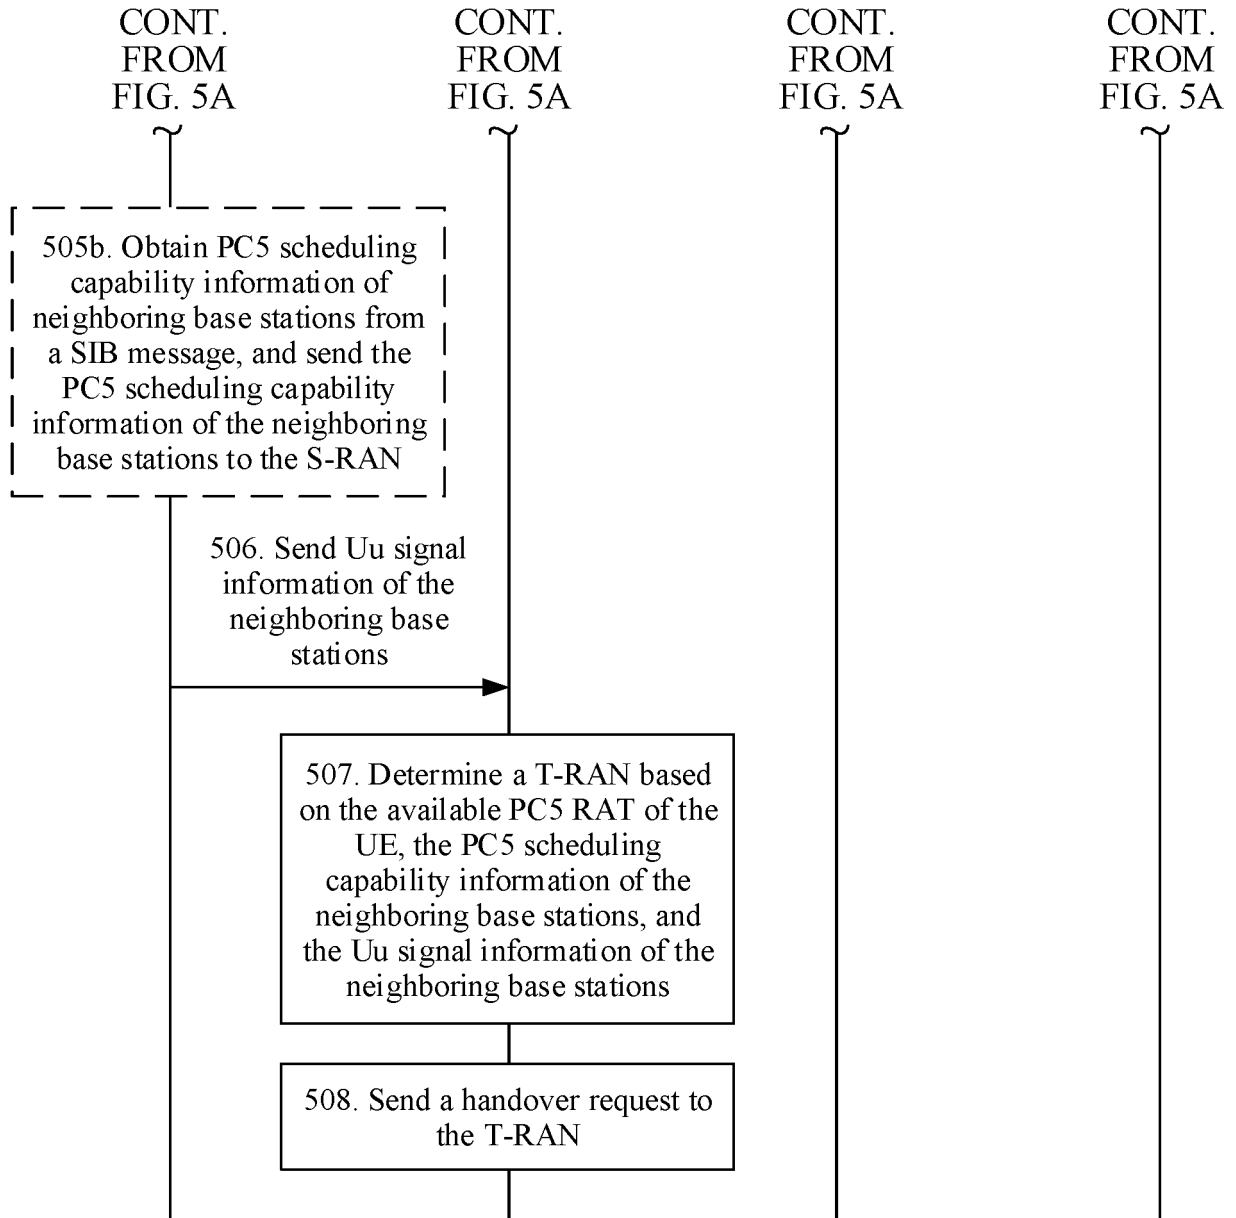 CONT.
FROM
FIG. 5A
CONT.
FROM
FIG. 5A
CONT.
FROM
FIG. 5A
CONT.
FROM
FIG. 5A
505b. Obtain PC5 scheduling
capability information of
neighboring base stations from
a SIB message, and send the
PC5 scheduling capability
information of the neighboring
base stations to the S-RAN
506. Send Uu signal
information of the
neighboring base
stations
507. Determine a T-RAN based
on the available PC5 RAT of the
UE, the PC5 scheduling
capability information of the
neighboring base stations, and
the Uu signal information of the
neighboring base stations
508. Send a handover request to
the T-RAN